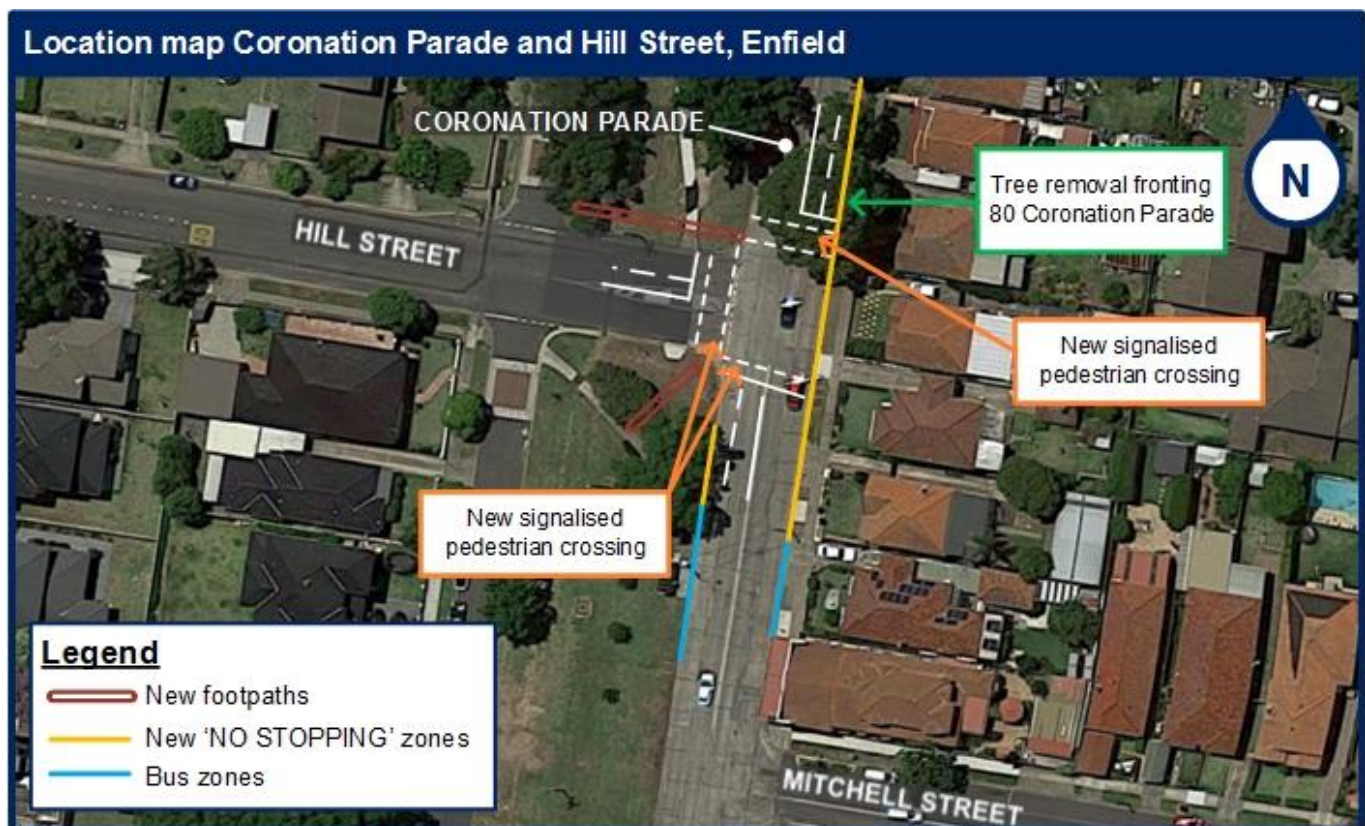 Location map Coronation Parade and Hill Street, Enfield
CORONATION PARADE
N
Tree removal fronting
80 Coronation Parade
HILL STREET
New signalised
pedestrian crossing
New signalised
pedestrian crossing
Legend
New footpaths
New ‘NO STOPPING’ zones
Bus zones
MITCHELL STREET